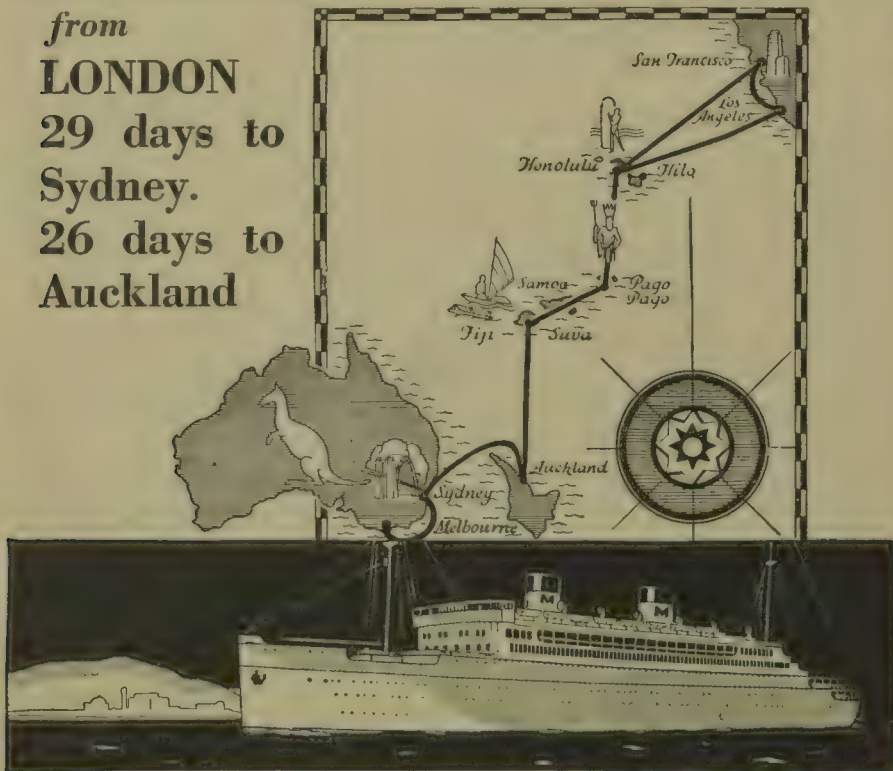 from
LONDON
29 days to
Sydney.
26 days to
Auckland
San Francisco
Los
Angeles
Honolulu
Hilo
Samoa
Pago
Pago
Fiji
Suva
Auckland
Sydney
Melbourne
M
M